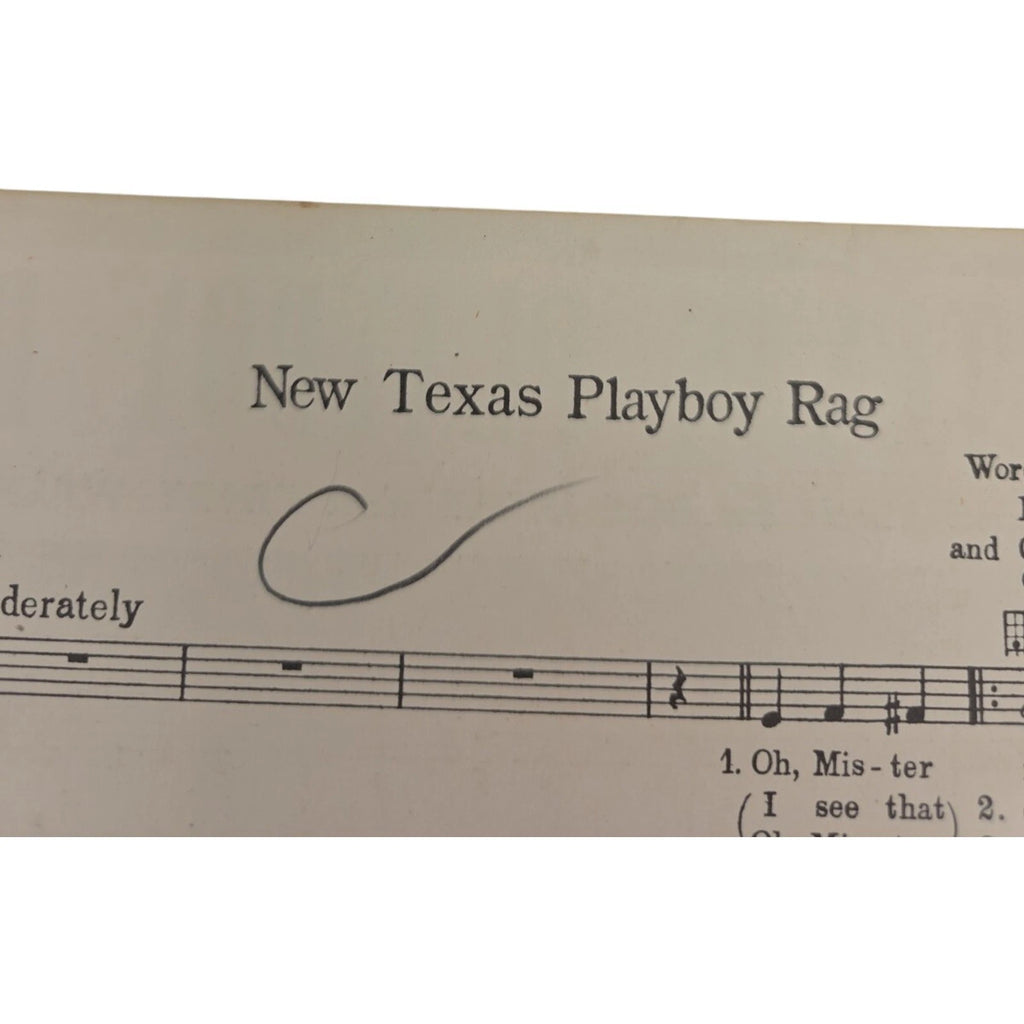 New Texas Playboy Rag
Wor
and
derately
1. Oh, Mis - ter
( I see that) 2.